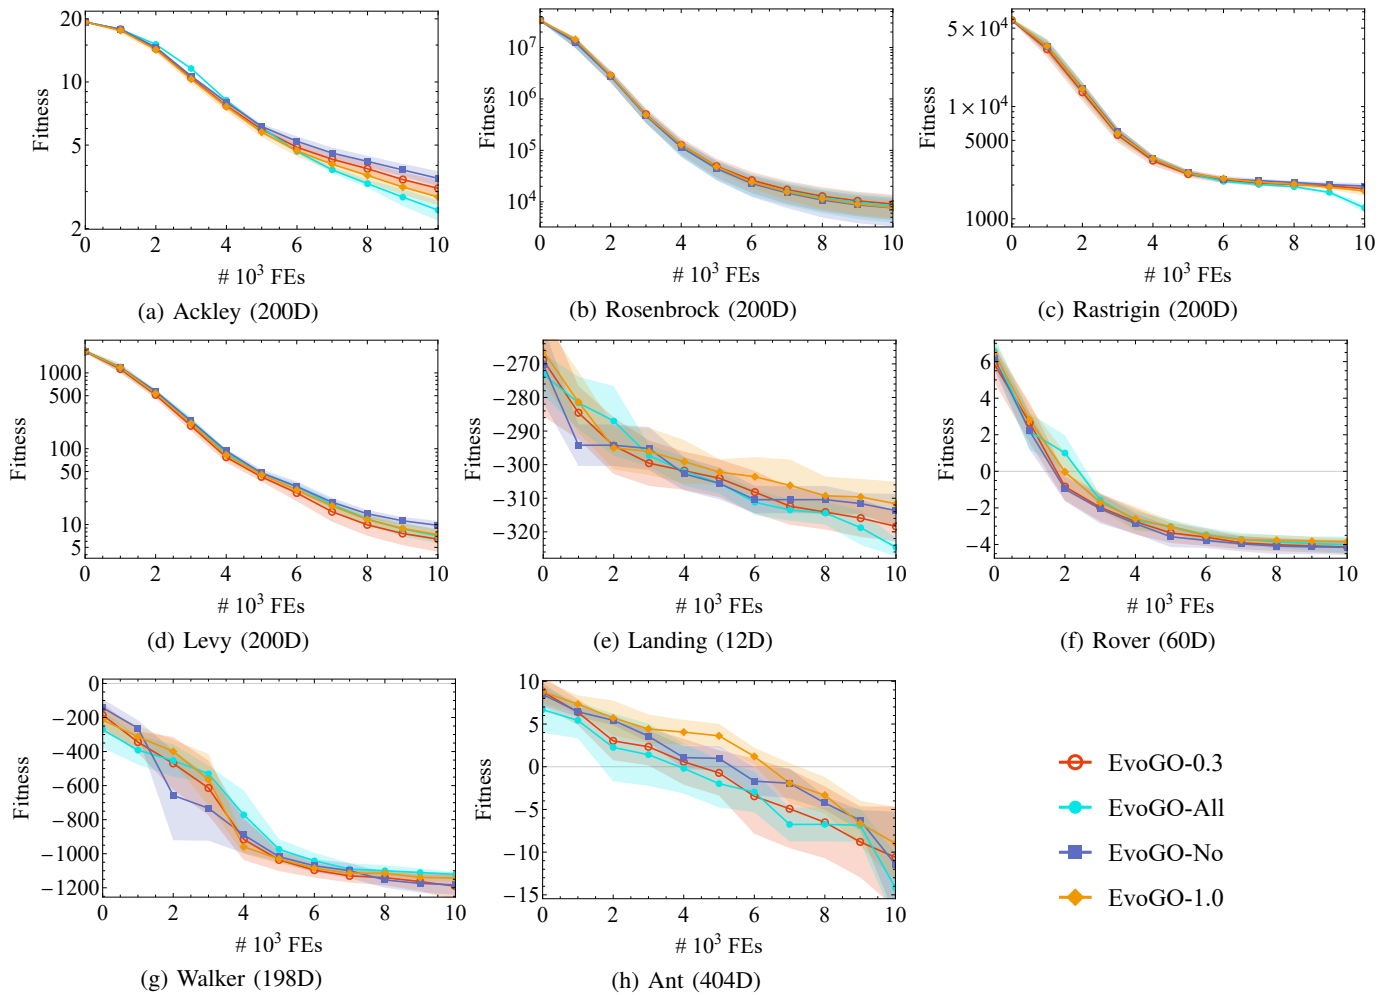 20
10
5
2
Fitness
0 2 4 6 8 10
# 10³ FEs
(a) Ackley (200D)
10⁷
10⁶
10⁵
10⁴
Fitness
0 2 4 6 8 10
# 10³ FEs
(b) Rosenbrock (200D)
5×10⁴
1×10⁴
5000
1000
Fitness
0 2 4 6 8 10
# 10³ FEs
(c) Rastrigin (200D)
1000
500
100
50
10
5
Fitness
0 2 4 6 8 10
# 10³ FEs
(d) Levy (200D)
−270
−280
−290
−300
−310
−320
Fitness
0 2 4 6 8 10
# 10³ FEs
(e) Landing (12D)
6
4
2
0
−2
−4
Fitness
0 2 4 6 8 10
# 10³ FEs
(f) Rover (60D)
0
−200
−400
−600
−800
−1000
−1200
Fitness
0 2 4 6 8 10
# 10³ FEs
(g) Walker (198D)
10
5
0
−5
−10
−15
Fitness
0 2 4 6 8 10
# 10³ FEs
(h) Ant (404D)
EvoGO-0.3
EvoGO-All
EvoGO-No
EvoGO-1.0